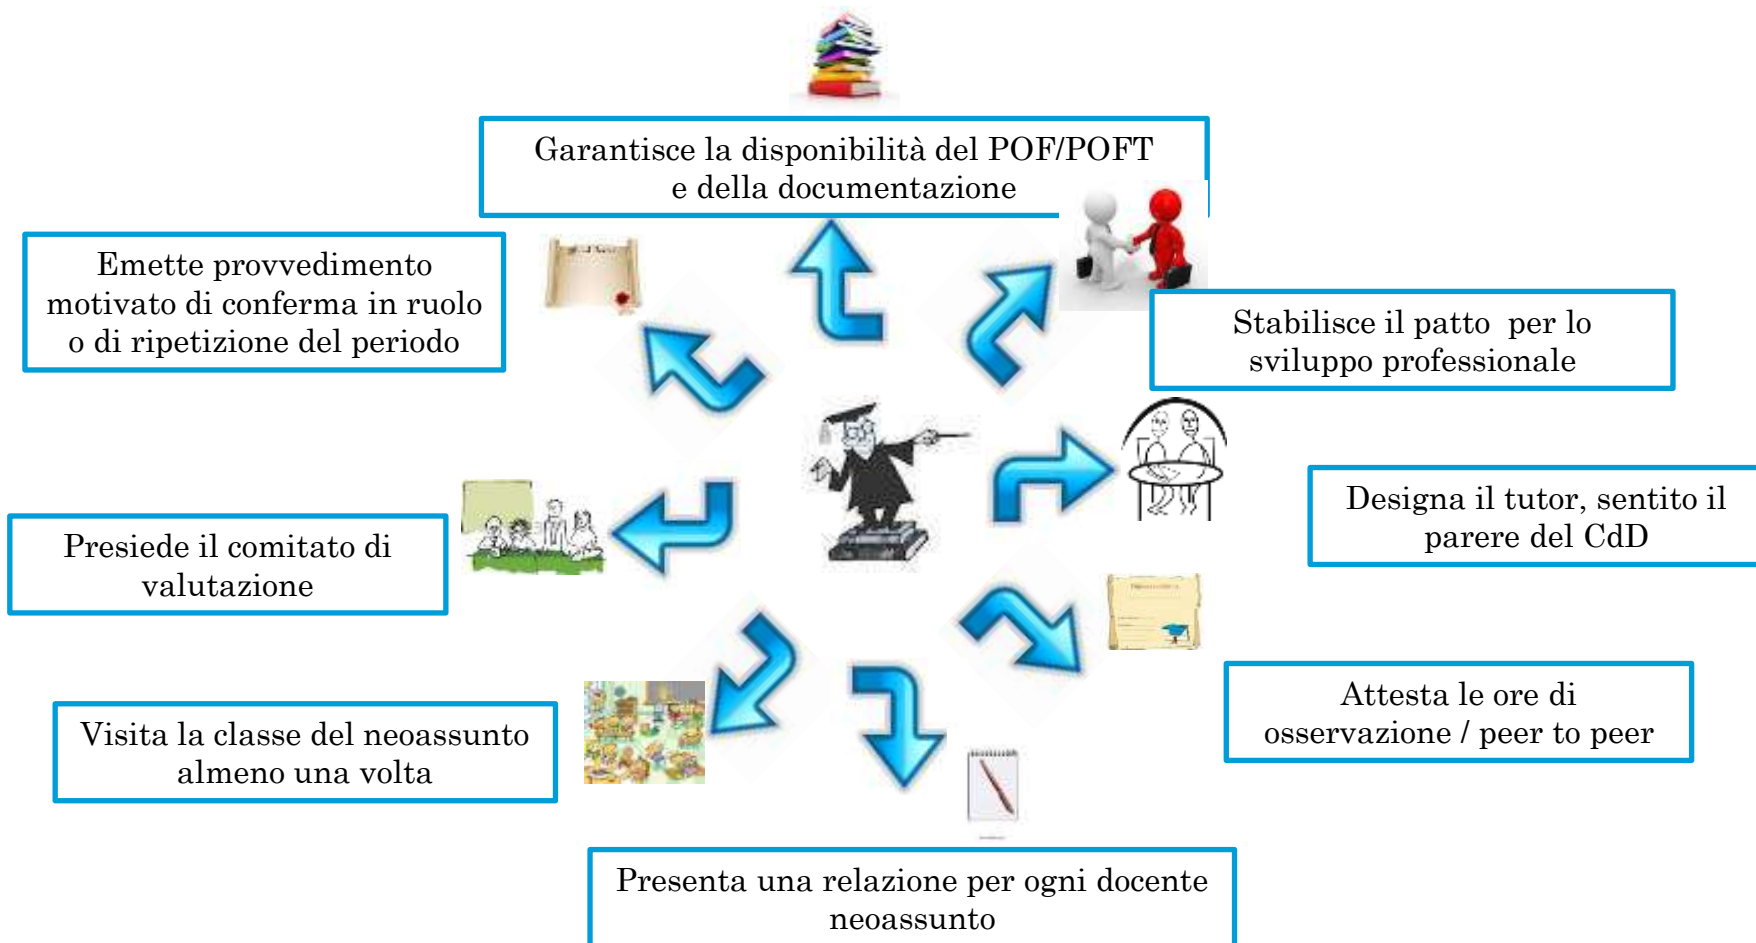 Garantisce la disponibilità del POF/POFT
e della documentazione
Emette provvedimento
motivato di conferma in ruolo
o di ripetizione del periodo
Stabilisce il patto per lo
sviluppo professionale
Designa il tutor, sentito il
parere del CdD
Presiede il comitato di
valutazione
Attesta le ore di
osservazione / peer to peer
Visita la classe del neoassunto
almeno una volta
Presenta una relazione per ogni docente
neoassunto